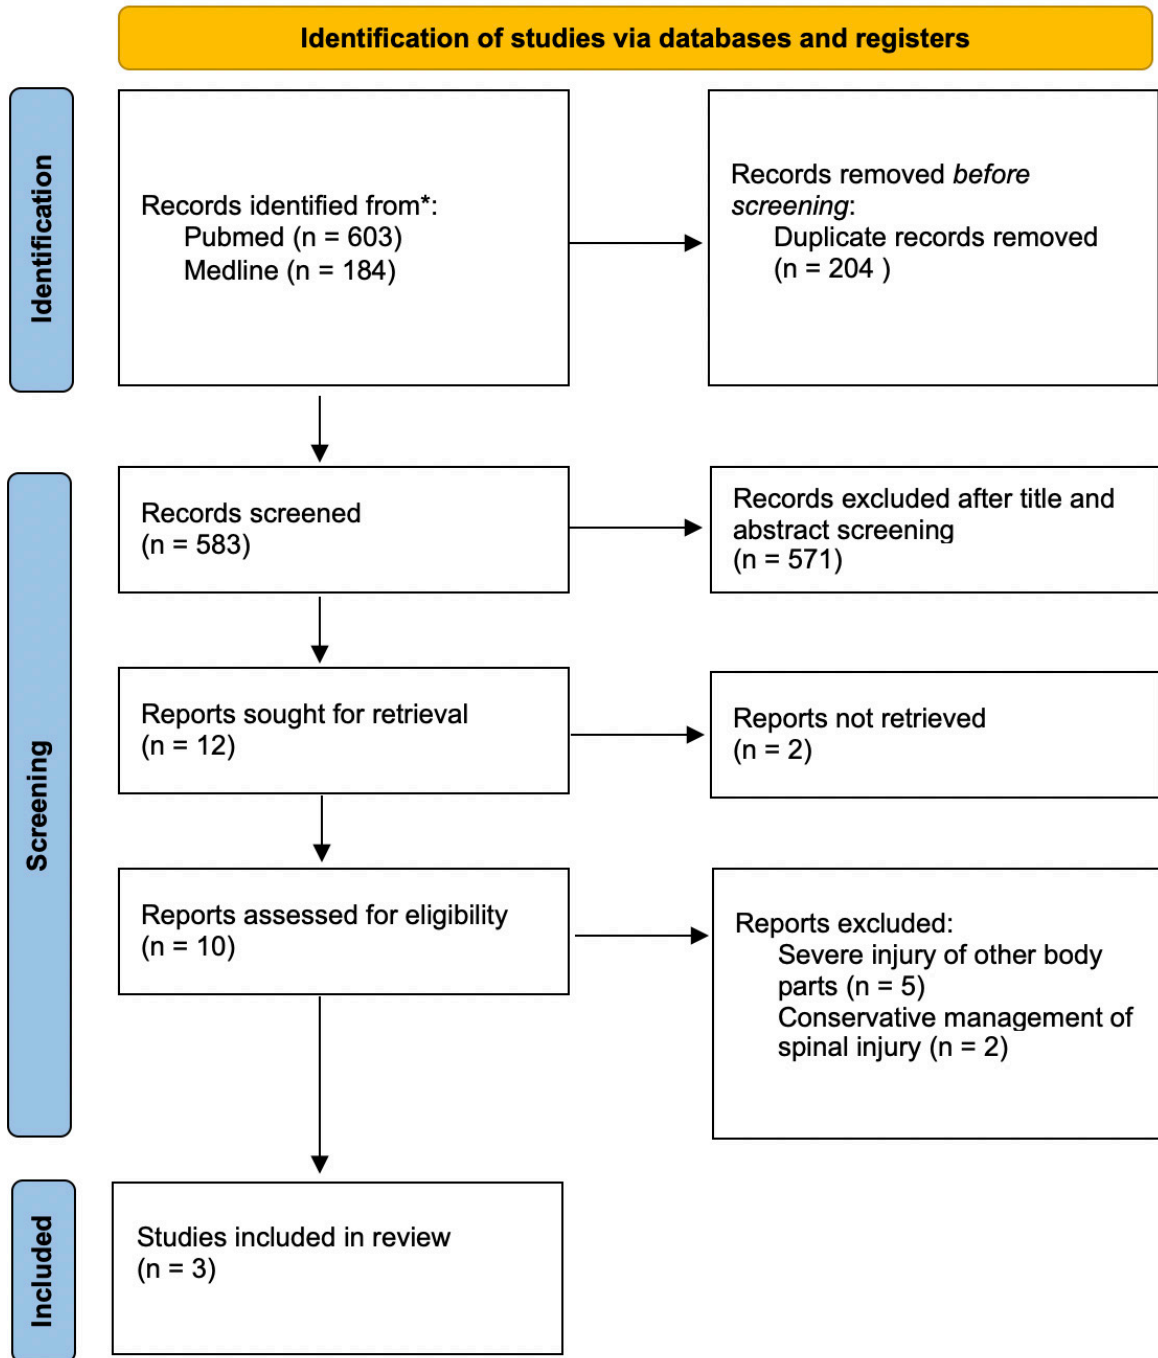 Identification of studies via databases and registers
Identification
Records identified from*:
Pubmed (n = 603)
Medline (n = 184)
Records removed before
screening:
Duplicate records removed
(n = 204 )
Screening
Records screened
(n = 583)
Records excluded after title and
abstract screening
(n = 571)
Reports sought for retrieval
(n = 12)
Reports not retrieved
(n = 2)
Reports assessed for eligibility
(n = 10)
Reports excluded:
Severe injury of other body
parts (n = 5)
Conservative management of
spinal injury (n = 2)
Included
Studies included in review
(n = 3)